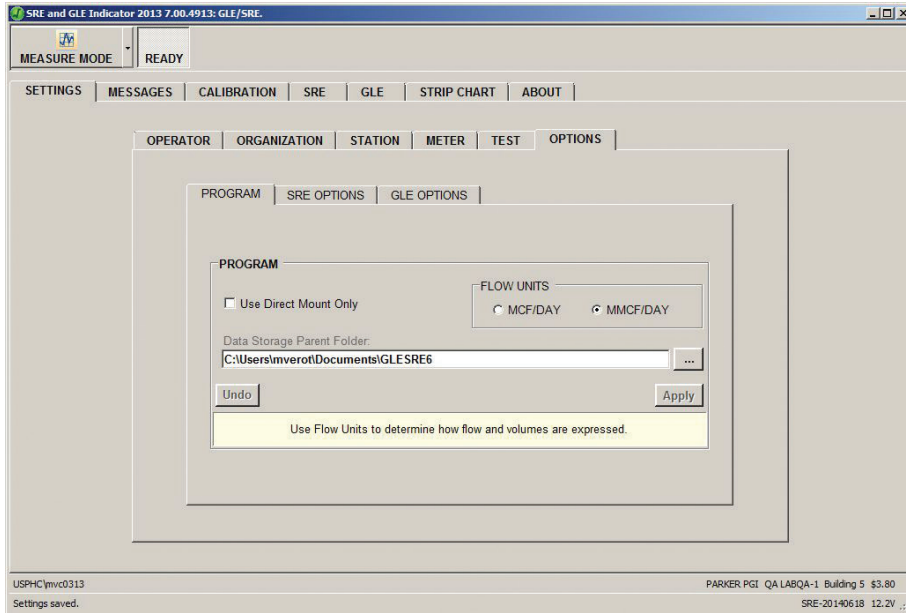 SRE and GLE Indicator 2013 7.00.4913: GLE/SRE.
MEASURE MODE
READY
SETTINGS MESSAGES CALIBRATION SRE GLE STRIP CHART ABOUT
OPERATOR ORGANIZATION STATION METER TEST OPTIONS
PROGRAM SRE OPTIONS GLE OPTIONS
PROGRAM
FLOW UNITS
Use Direct Mount Only
MCF/DAY MMCF/DAY
Data Storage Parent Folder:
C:\Users\mverot\Documents\GLESRE6
...
Undo Apply
Use Flow Units to determine how flow and volumes are expressed.
USPHC\mvc0313 PARKER PGI QA LABQA-1 Building 5 $3.80
Settings saved. SRE-20140618 12.2V